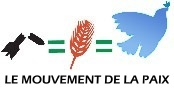 LE MOUVEMENT DE LA PAIX